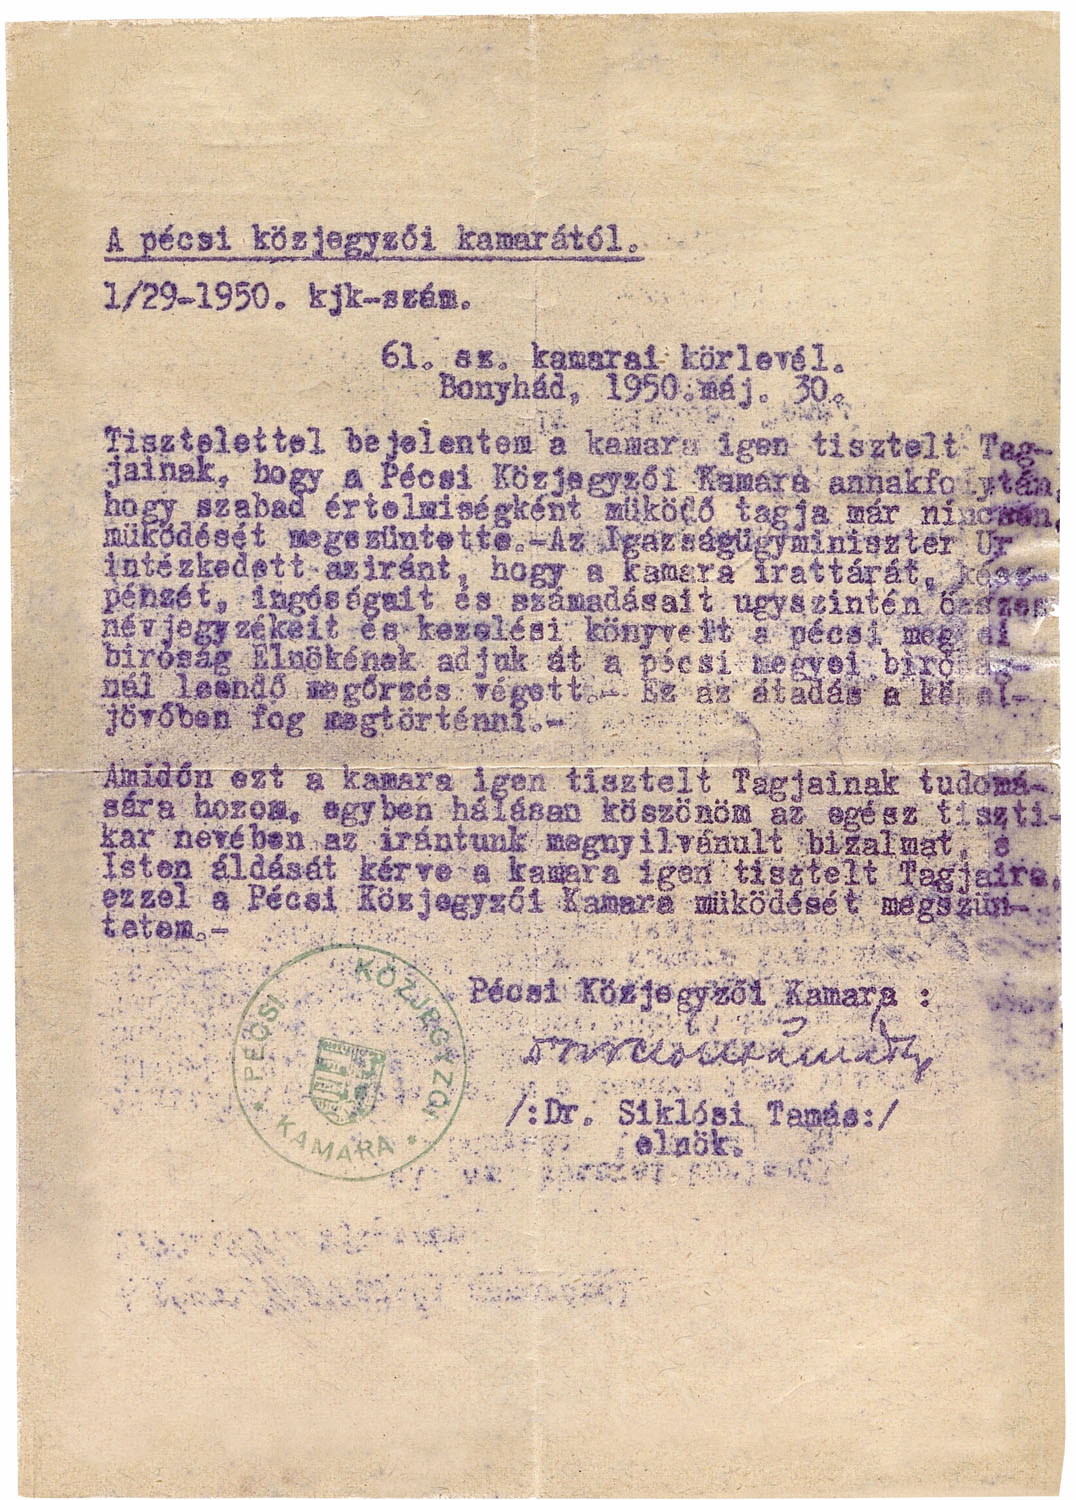 A pécsi közjegyzői kamarától.
1/29-1950. kjk-szám.
61. sz. kamarai körlevél.
Bonyhád, 1950.máj. 30.
Tisztelettel bejelentem a kamara igen tisztelt Tag-
jainak, hogy a Pécsi Közjegyzői Kamara annakfolytán,
hogy szabad értelmiségként müködő tagja már nincsen,
müködését megszüntette.-Az Igazságügyminiszter Ur
intézkedett aziránt, hogy a kamara irattárát, kész-
pénzét, ingóságait és számadásait ugyszintén összes
névjegyzékeit és kezelési könyveit a pécsi megyei
biróság Elnökének adjuk át a pécsi megyei biróság-
nál leendő megőrzés végett.- Ez az átadás a közel-
jövőben fog megtörténni.-
Amidőn ezt a kamara igen tisztelt Tagjainak tudomá-
sára hozom, egyben hálásan köszönöm az egész tiszti-
kar nevében az irántunk megnyilvánult bizalmat, s
Isten áldását kérve a kamara igen tisztelt Tagjaira,
ezzel a Pécsi Közjegyzői Kamara müködését megszün-
tetem.-
Pécsi Közjegyzői Kamara :
/:Dr. Siklósi Tamás:/
elnök.
* PÉCSI KÖZJEGYZŐI * KAMARA